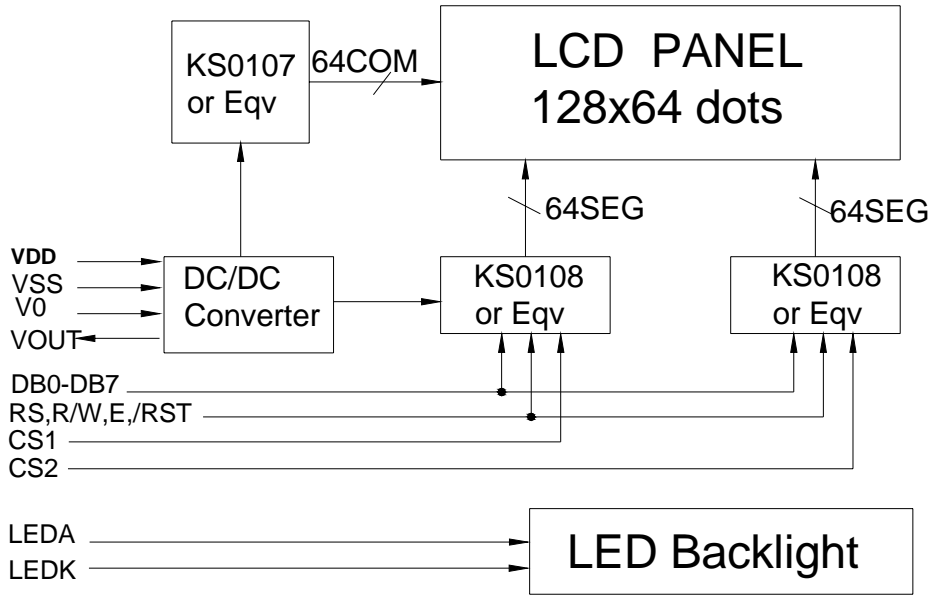 KS0107
or Eqv
64COM
LCD PANEL
128x64 dots
64SEG
64SEG
VDD
VSS
V0
VOUT
DC/DC
Converter
KS0108
or Eqv
KS0108
or Eqv
DB0-DB7
RS,R/W,E,/RST
CS1
CS2
LEDA
LEDK
LED Backlight